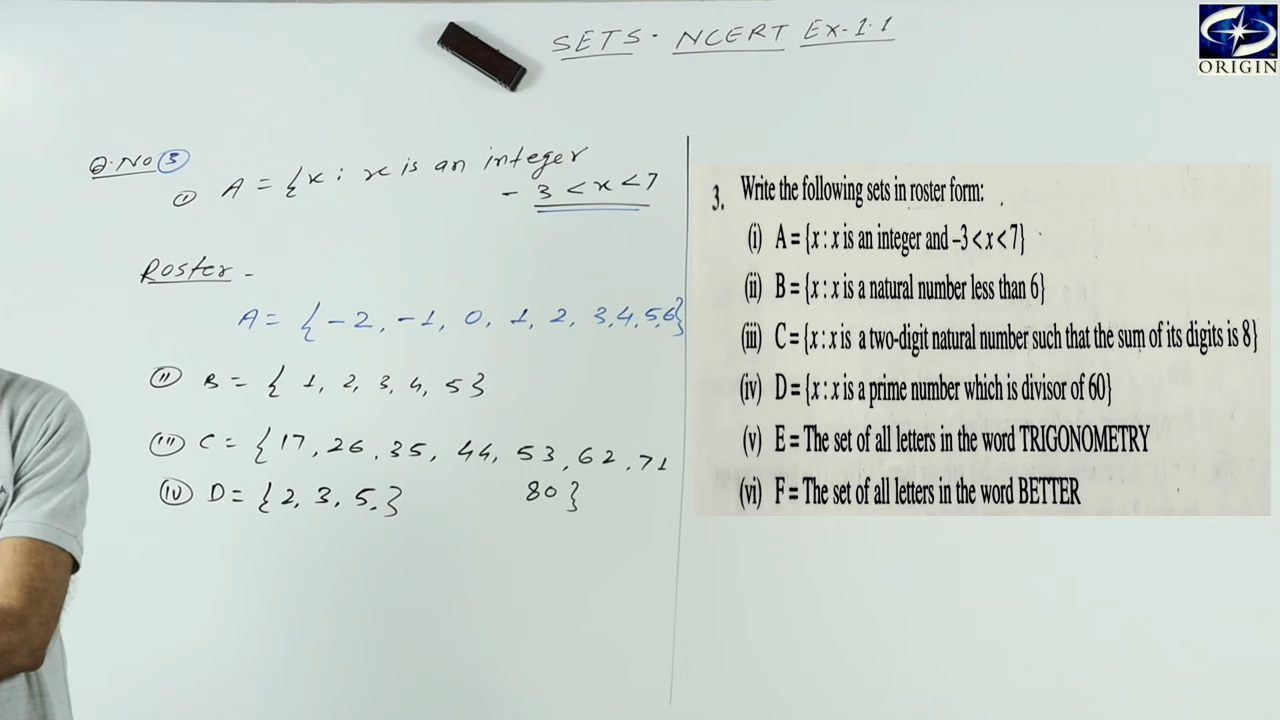 SETS. NCERT Ex-1.1
ORIGIN
Q.No 3
(i) A = {x : x is an integer
- 3 < x < 7
Roster -
A = {-2, -1, 0, 1, 2, 3,4,5,6}
(ii) B = { 1, 2, 3, 4, 5}
(iii) C = {17, 26, 35, 44, 53, 62, 71
80}
(iv) D = {2, 3, 5,}
3. Write the following sets in roster form:
(i) A = {x : x is an integer and –3 < x < 7}
(ii) B = {x : x is a natural number less than 6}
(iii) C = {x : x is a two-digit natural number such that the sum of its digits is 8}
(iv) D = {x : x is a prime number which is divisor of 60}
(v) E = The set of all letters in the word TRIGONOMETRY
(vi) F = The set of all letters in the word BETTER